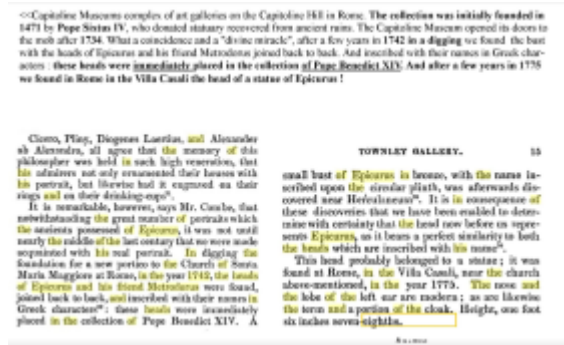 <<Capitoline Museums complex of art galleries on the Capitoline Hill in Rome. The collection was initially founded in
1471 by Pope Sixtus IV, who donated statuary recovered from ancient ruins. The Capitoline Museum opened its doors to
the mob after 1734. What a coincidence and a "divine miracle", after a few years in 1742 in a digging we found the bust
with the heads of Epicurus and his friend Metrodorus joined back to back. And inscribed with their names in Greek char-
acters : these heads were immediately placed in the collection of Pope Benedict XIV. And after a few years in 1775
we found in Rome in the Villa Casali the head of a statue of Epicurus !
Cicero, Pliny, Diogenes Laertius, and Alexander
ab Alexandro, all agree that the memory of this
philosopher was held in such high veneration, that
his admirers not only ornamented their houses with
his portrait, but likewise had it engraved on their
rings and on their drinking-cups".
It is remarkable, however, says Mr. Combe, that
notwithstanding the great number of portraits which
the ancients possessed of Epicurus, it was not until
nearly the middle of the last century that we were made
acquainted with his real portrait. In digging the
foundation for a new portico to the Church of Santa
Maria Maggiore at Rome, in the year 1742, the heads
of Epicurus and his friend Metrodorus were found,
joined back to back, and inscribed with their names in
Greek characters": these heads were immediately
placed in the collection of Pope Benedict XIV. A
TOWNLEY GALLERY. 15
small bust of Epicurus in bronze, with the name in-
scribed upon the circular plinth, was afterwards dis-
covered near Herculaneum". It is in consequence of
these discoveries that we have been enabled to deter-
mine with certainty that the head now before us repre-
sents Epicurus, as it bears a perfect similarity to both
the heads which are inscribed with his name".
This head probably belonged to a statue; it was
found at Rome, in the Villa Casali, near the church
above-mentioned, in the year 1775. The nose and
the lobe of the left ear are modern; as are likewise
the term and a portion of the cloak. Height, one foot
six inches seven-eighths.